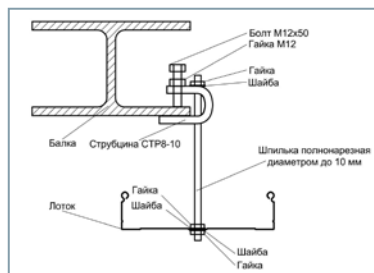 Болт М12х50
Гайка М12
Гайка
Шайба
Балка
Струбцина СТР8-10
Шпилька полнонарезная
диаметром до 10 мм
Гайка
Лоток
Шайба
Шайба
Гайка